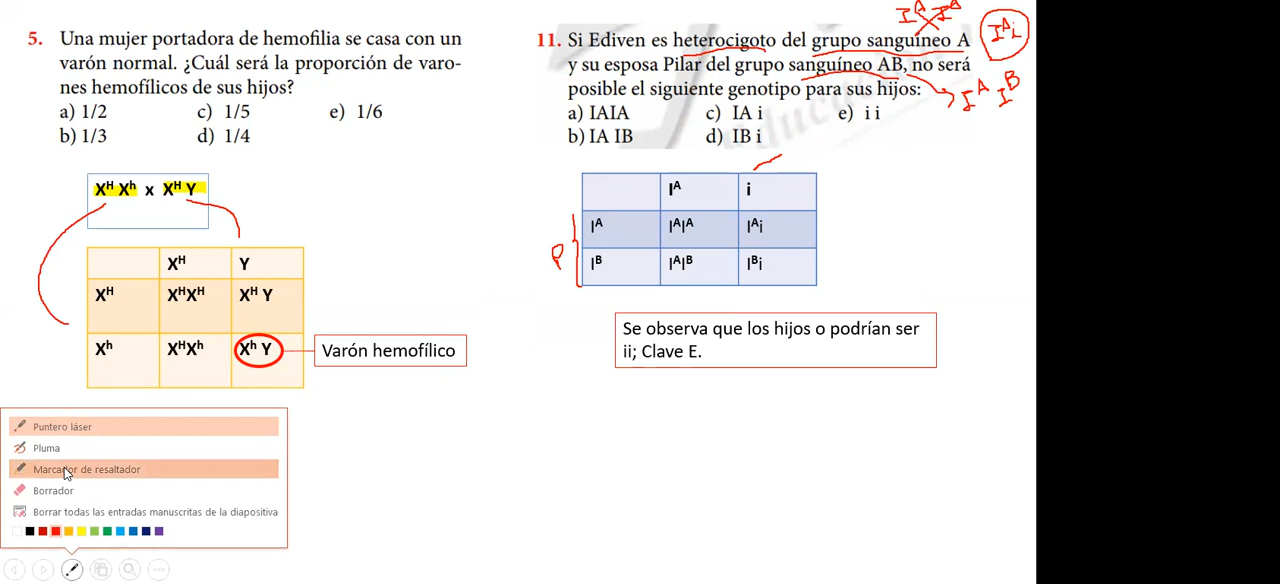 5. Una mujer portadora de hemofilia se casa con un
varón normal. ¿Cuál será la proporción de varo-
nes hemofílicos de sus hijos?
a) 1/2 c) 1/5 e) 1/6
b) 1/3 d) 1/4
Xᴴ Xʰ x Xᴴ Y
Xᴴ Y
Xᴴ XᴴXᴴ Xᴴ Y
Xʰ XᴴXʰ Xʰ Y
Varón hemofílico
Puntero láser
Pluma
Marcador de resaltador
Borrador
Borrar todas las entradas manuscritas de la diapositiva
Iᴬ Iᴬ
Iᴬi
11. Si Ediven es heterocigoto del grupo sanguíneo A
y su esposa Pilar del grupo sanguíneo AB, no será
posible el siguiente genotipo para sus hijos:
Iᴬ Iᴮ
a) IAIA c) IA i e) i i
b) IA IB d) IB i
Iᴬ i
Iᴬ IᴬIᴬ Iᴬi
P
Iᴮ IᴬIᴮ Iᴮi
Se observa que los hijos o podrían ser
ii; Clave E.